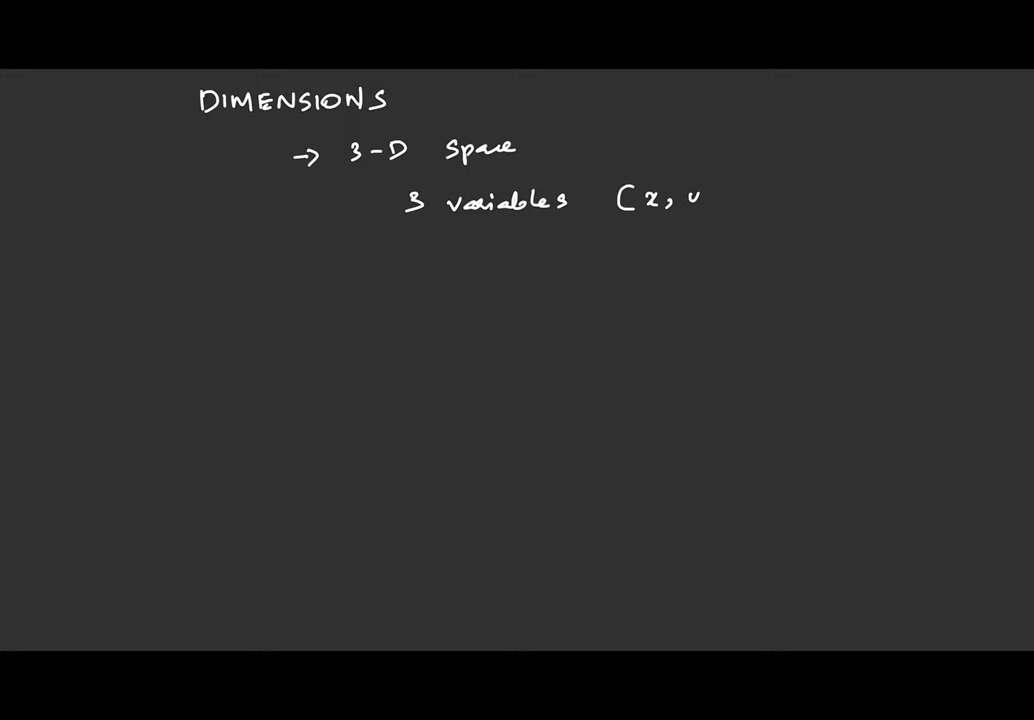 DIMENSIONS
→ 3-D space
3 variables (x,